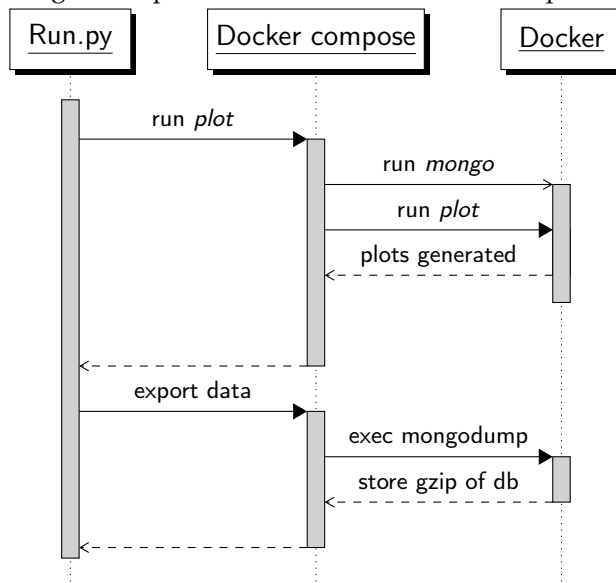 Run.py
Docker compose
Docker
run plot
run mongo
run plot
plots generated
export data
exec mongodump
store gzip of db